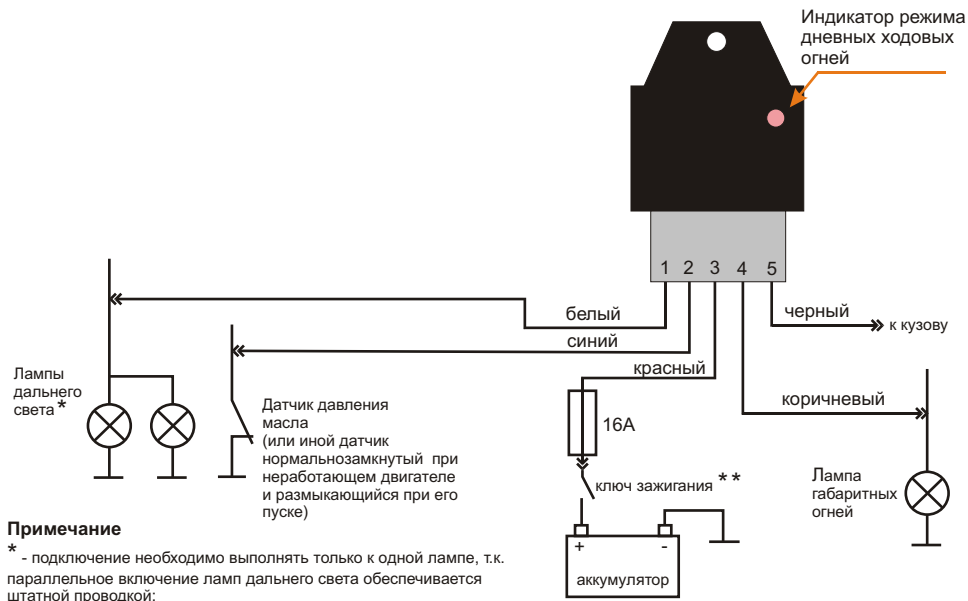 Индикатор режима
дневных ходовых
огней
1 2 3 4 5
белый
черный
к кузову
синий
красный
Лампы
дальнего
света*
Датчик давления
масла
(или иной датчик
нормальнозамкнутый при
неработающем двигателе
и размыкающийся при его
пуске)
16А
коричневый
ключ зажигания **
Лампа
габаритных
огней
+ -
аккумулятор
Примечание
* - подключение необходимо выполнять только к одной лампе, т.к.
параллельное включение ламп дальнего света обеспечивается
штатной проводкой;